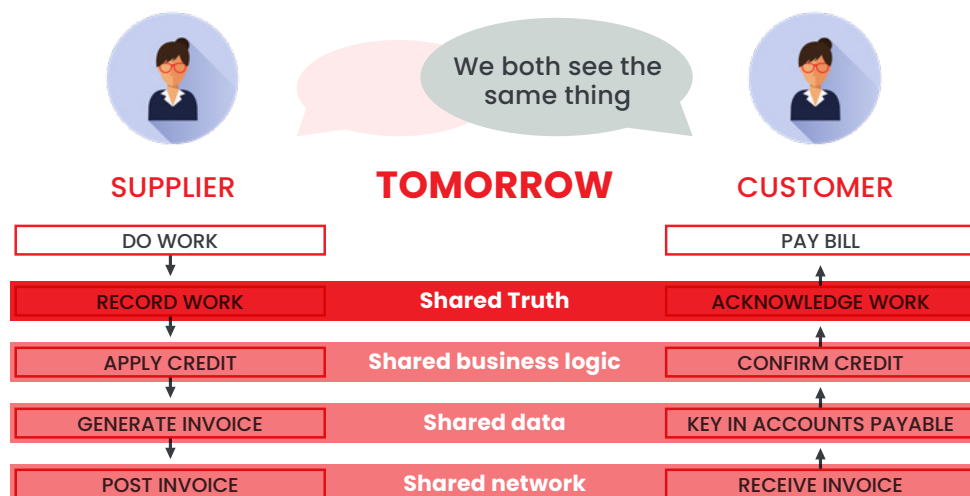 We both see the
same thing
SUPPLIER
TOMORROW
CUSTOMER
DO WORK
PAY BILL
RECORD WORK
Shared Truth
ACKNOWLEDGE WORK
APPLY CREDIT
Shared business logic
CONFIRM CREDIT
GENERATE INVOICE
Shared data
KEY IN ACCOUNTS PAYABLE
POST INVOICE
Shared network
RECEIVE INVOICE